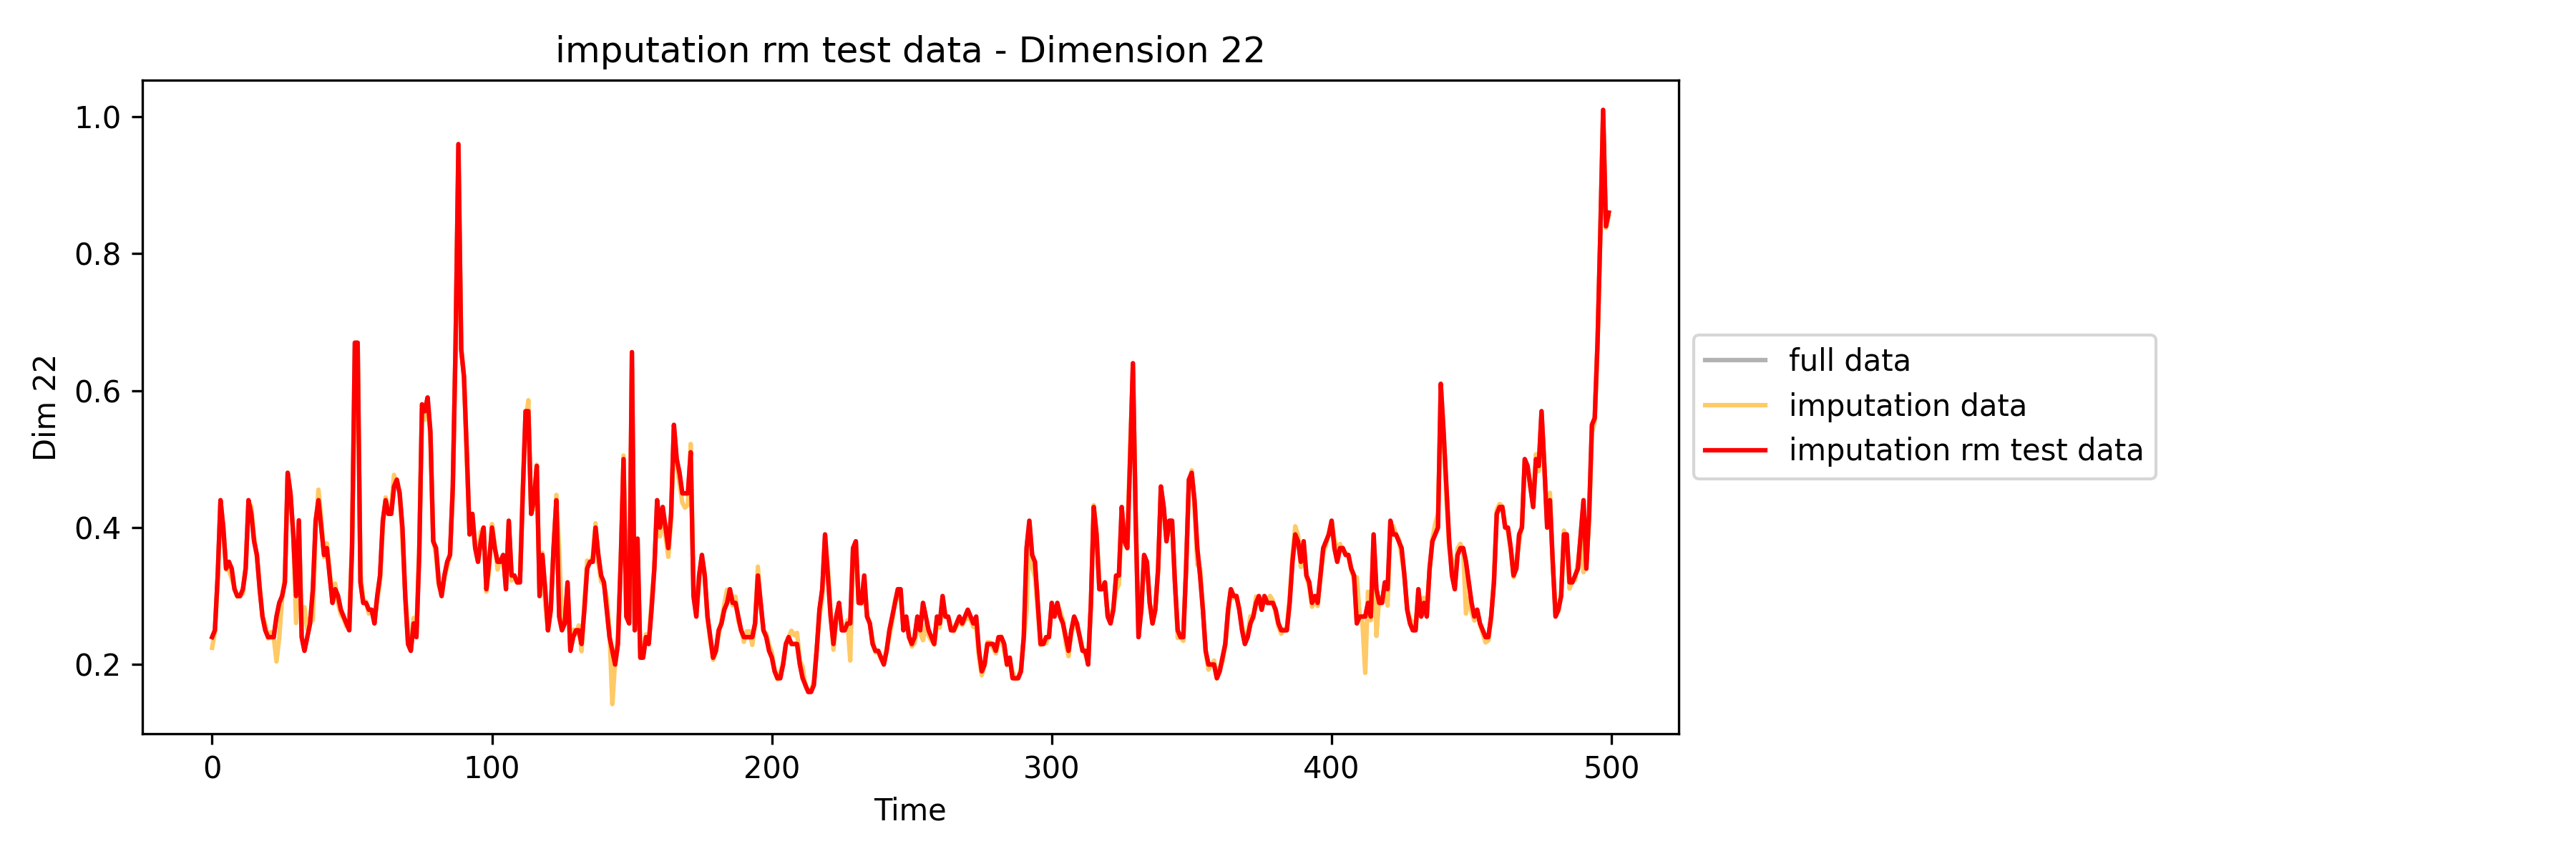 imputation rm test data - Dimension 22
1.0
0.8
0.6
0.4
0.2
Dim 22
0 100 200 300 400 500
Time
full data
imputation data
imputation rm test data